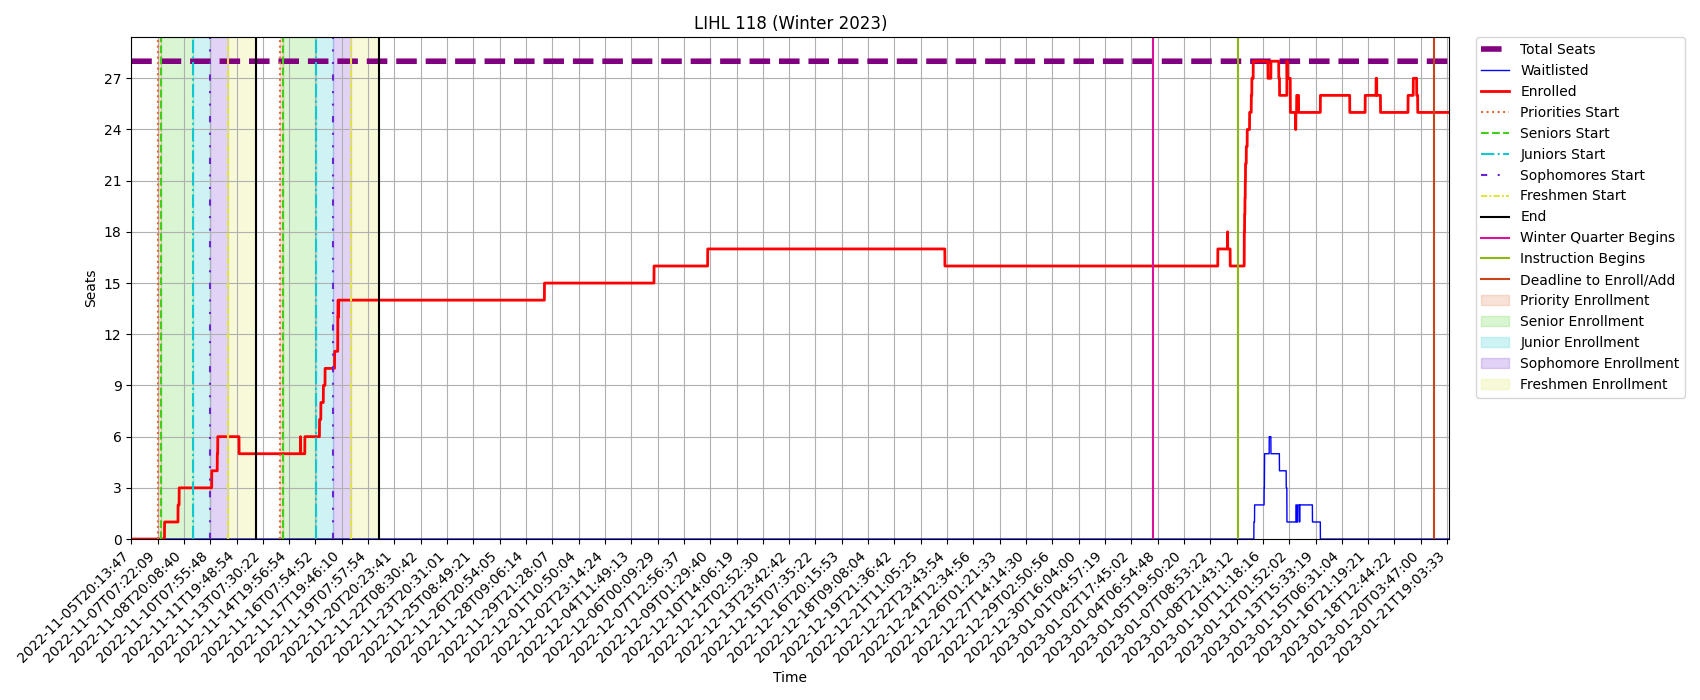 LIHL 118 (Winter 2023)
Seats
27
24
21
18
15
12
9
6
3
0
2022-11-05T20:13:47
2022-11-07T07:22:09
2022-11-08T20:08:40
2022-11-10T07:55:48
2022-11-11T19:48:54
2022-11-13T07:30:22
2022-11-14T19:56:54
2022-11-16T07:54:52
2022-11-17T19:46:10
2022-11-19T07:57:54
2022-11-20T20:23:41
2022-11-22T08:30:42
2022-11-23T20:31:01
2022-11-25T08:49:21
2022-11-26T20:54:05
2022-11-28T09:06:14
2022-11-29T21:28:07
2022-12-01T10:50:04
2022-12-02T23:14:24
2022-12-04T11:49:13
2022-12-06T00:09:29
2022-12-07T12:56:37
2022-12-09T01:29:40
2022-12-10T14:06:19
2022-12-12T02:52:30
2022-12-13T23:42:42
2022-12-15T07:35:22
2022-12-16T20:15:53
2022-12-18T09:08:04
2022-12-19T21:36:42
2022-12-21T11:05:25
2022-12-22T23:43:54
2022-12-24T12:34:56
2022-12-26T01:21:33
2022-12-27T14:14:30
2022-12-29T02:50:56
2022-12-30T16:04:00
2023-01-01T04:57:19
2023-01-02T17:45:02
2023-01-04T06:54:48
2023-01-05T19:50:20
2023-01-07T08:53:22
2023-01-08T21:43:12
2023-01-10T11:18:16
2023-01-12T01:52:02
2023-01-13T15:33:19
2023-01-15T06:31:04
2023-01-16T21:19:21
2023-01-18T12:44:22
2023-01-20T03:47:00
2023-01-21T19:03:33
Time
Total Seats
Waitlisted
Enrolled
Priorities Start
Seniors Start
Juniors Start
Sophomores Start
Freshmen Start
End
Winter Quarter Begins
Instruction Begins
Deadline to Enroll/Add
Priority Enrollment
Senior Enrollment
Junior Enrollment
Sophomore Enrollment
Freshmen Enrollment